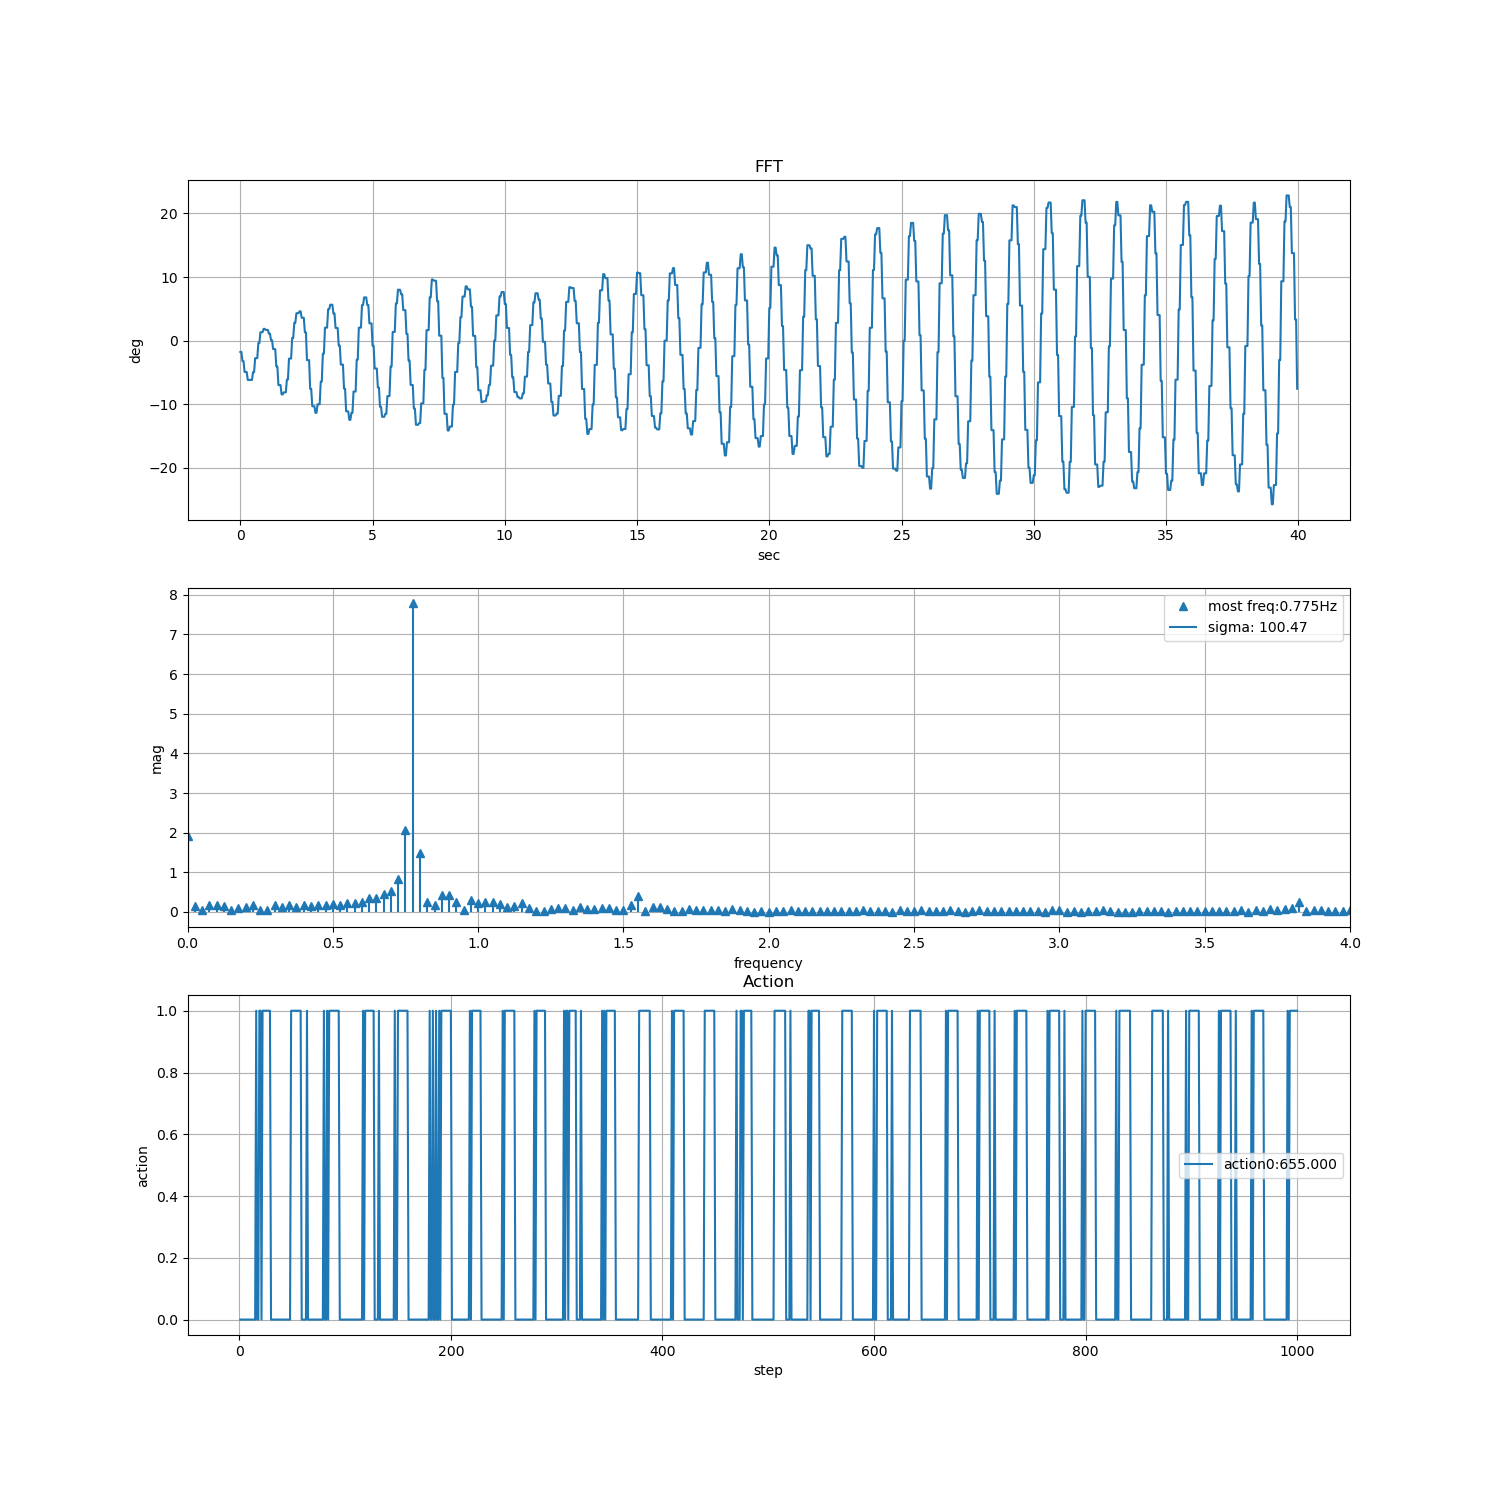 FFT
20
10
0
−10
−20
deg
0 5 10 15 20 25 30 35 40
sec
8
7
6
5
4
3
2
1
0
mag
most freq:0.775Hz
sigma: 100.47
0.0 0.5 1.0 1.5 2.0 2.5 3.0 3.5 4.0
frequency
Action
1.0
0.8
0.6
0.4
0.2
0.0
action
action0:655.000
0 200 400 600 800 1000
step